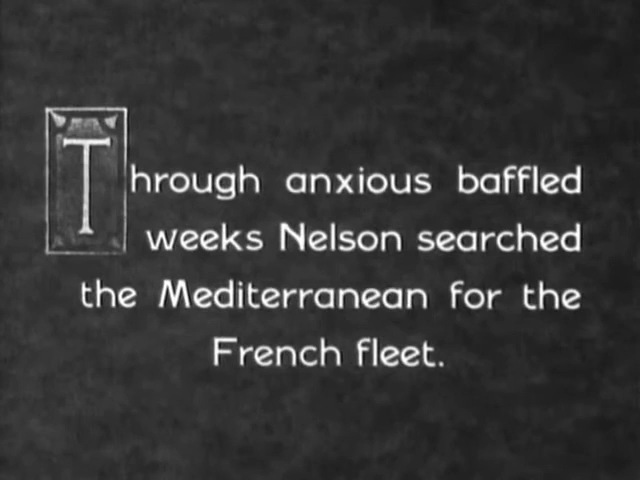 Through anxious baffled
weeks Nelson searched
the Mediterranean for the
French fleet.